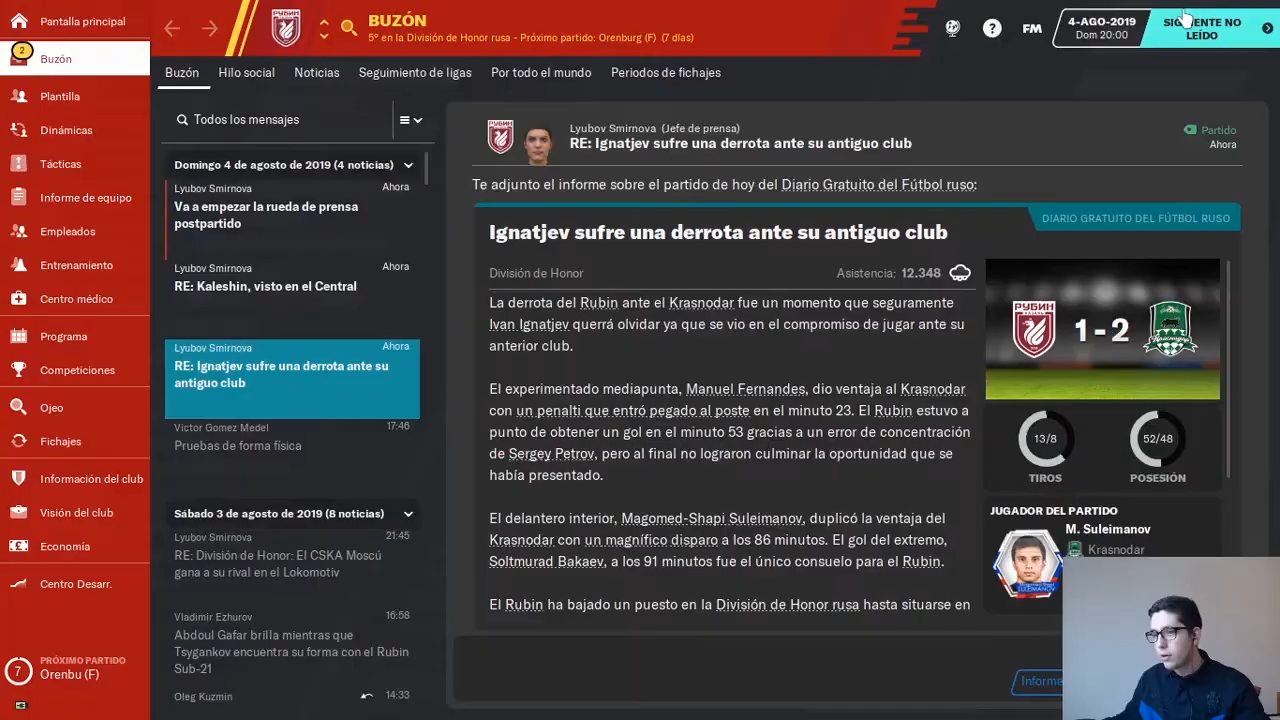 Pantalla principal
2
Buzón
Plantilla
Dinámicas
Tácticas
Informe de equipo
Empleados
Entrenamiento
Centro médico
Programa
Competiciones
Ojeo
Fichajes
Información del club
Visión del club
Economía
Centro Desarr.
7
PRÓXIMO PARTIDO
Orenbu (F)
РУБИН
BUZÓN
5º en la División de Honor rusa - Próximo partido: Orenburg (F) (7 días)
?
FM
4-AGO-2019
Dom 20:00
LEÍDO
Buzón
Hilo social
Noticias
Seguimiento de ligas
Por todo el mundo
Periodos de fichajes
Todos los mensajes
Domingo 4 de agosto de 2019 (4 noticias)
Lyubov Smirnova
Ahora
Va a empezar la rueda de prensa
postpartido
Lyubov Smirnova
Ahora
RE: Kaleshin, visto en el Central
Lyubov Smirnova
Ahora
RE: Ignatjev sufre una derrota ante su
antiguo club
Victor Gomez Medel
17:46
Pruebas de forma física
Sábado 3 de agosto de 2019 (8 noticias)
Lyubov Smirnova
21:45
RE: División de Honor: El CSKA Moscú
gana a su rival en el Lokomotiv
Vladimir Ezhurov
16:58
Abdoul Gafar brilla mientras que
Tsygankov encuentra su forma con el Rubin
Sub-21
Oleg Kuzmin
14:33
Lyubov Smirnova (Jefe de prensa)
RE: Ignatjev sufre una derrota ante su antiguo club
Partido
Ahora
Te adjunto el informe sobre el partido de hoy del Diario Gratuito del Fútbol ruso:
DIARIO GRATUITO DEL FÚTBOL RUSO
Ignatjev sufre una derrota ante su antiguo club
División de Honor
Asistencia: 12.348
La derrota del Rubin ante el Krasnodar fue un momento que seguramente
Ivan Ignatjev querrá olvidar ya que se vio en el compromiso de jugar ante su
anterior club.
El experimentado mediapunta, Manuel Fernandes, dio ventaja al Krasnodar
con un penalti que entró pegado al poste en el minuto 23. El Rubin estuvo a
punto de obtener un gol en el minuto 53 gracias a un error de concentración
de Sergey Petrov, pero al final no lograron culminar la oportunidad que se
había presentado.
El delantero interior, Magomed-Shapi Suleimanov, duplicó la ventaja del
Krasnodar con un magnífico disparo a los 86 minutos. El gol del extremo,
Soltmurad Bakaev, a los 91 minutos fue el único consuelo para el Rubin.
El Rubin ha bajado un puesto en la División de Honor rusa hasta situarse en
РУБИН
1 - 2
13/8
TIROS
52/48
POSESIÓN
JUGADOR DEL PARTIDO
M. Suleimanov
Krasnodar
SULEIMANOV
Informe